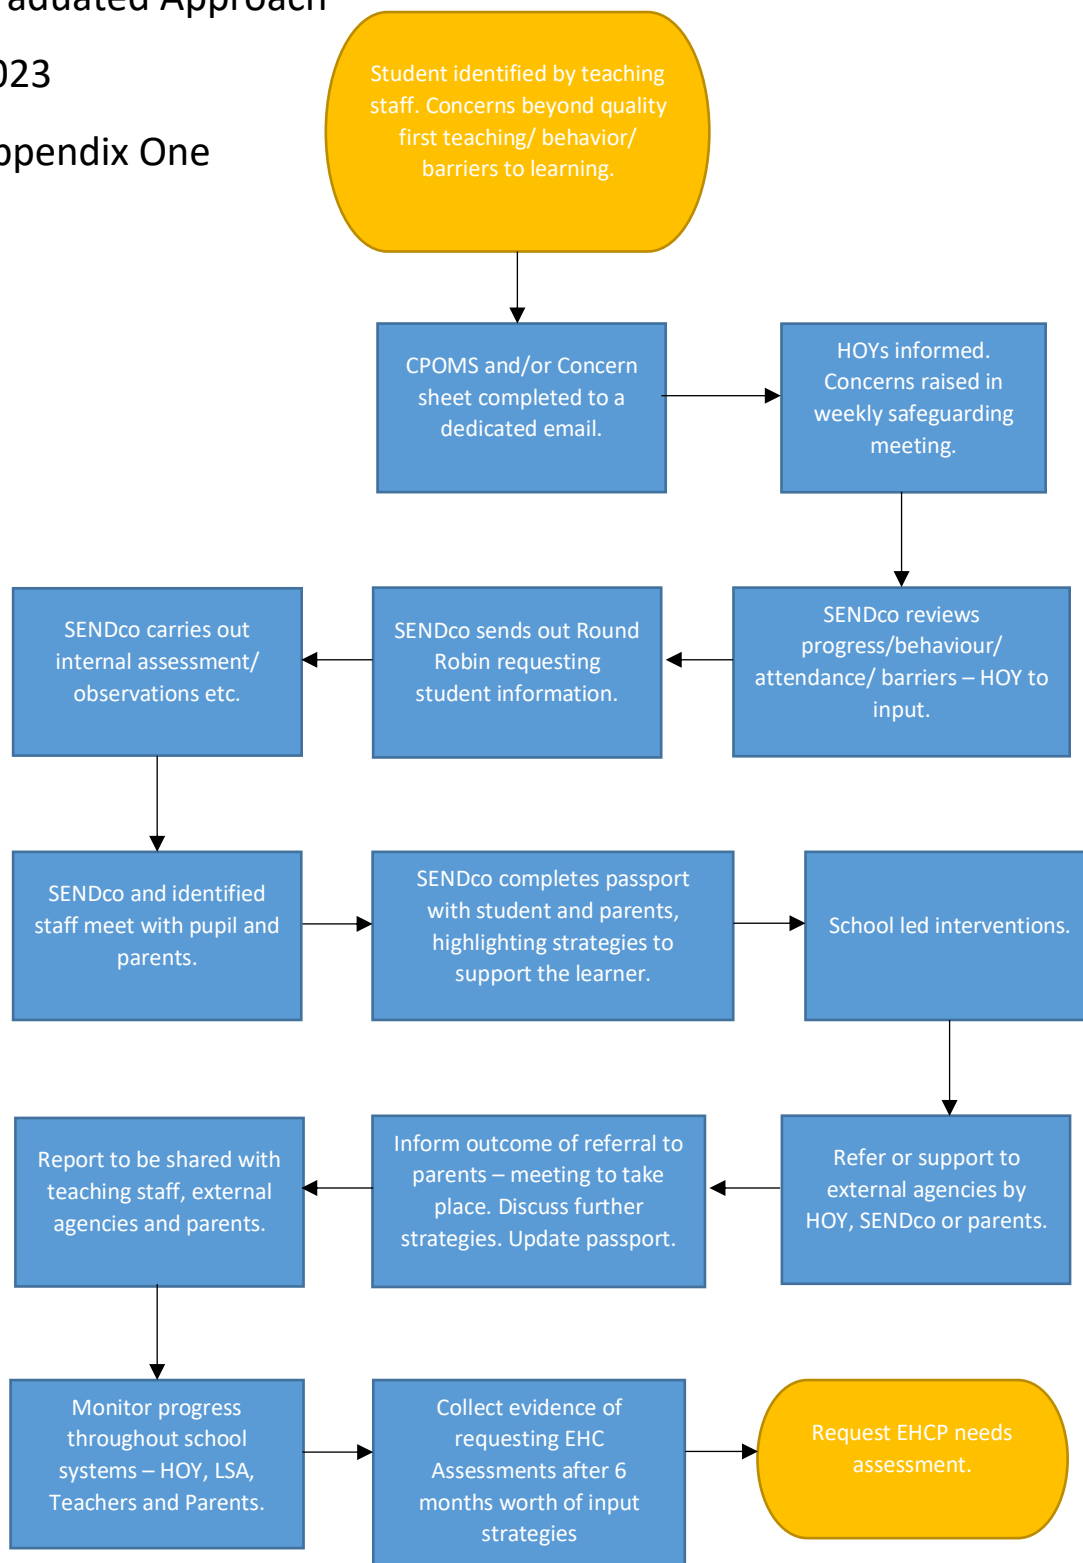 raduated Approach
023
ppendix One
Student identified by teaching
staff. Concerns beyond quality
first teaching/ behavior/
barriers to learning.
CPOMS and/or Concern
sheet completed to a
dedicated email.
HOYs informed.
Concerns raised in
weekly safeguarding
meeting.
SENDco reviews
progress/behaviour/
attendance/ barriers – HOY to
input.
SENDco sends out Round
Robin requesting
student information.
SENDco carries out
internal assessment/
observations etc.
SENDco and identified
staff meet with pupil and
parents.
SENDco completes passport
with student and parents,
highlighting strategies to
support the learner.
School led interventions.
Refer or support to
external agencies by
HOY, SENDco or parents.
Inform outcome of referral to
parents – meeting to take
place. Discuss further
strategies. Update passport.
Report to be shared with
teaching staff, external
agencies and parents.
Monitor progress
throughout school
systems – HOY, LSA,
Teachers and Parents.
Collect evidence of
requesting EHC
Assessments after 6
months worth of input
strategies
Request EHCP needs
assessment.